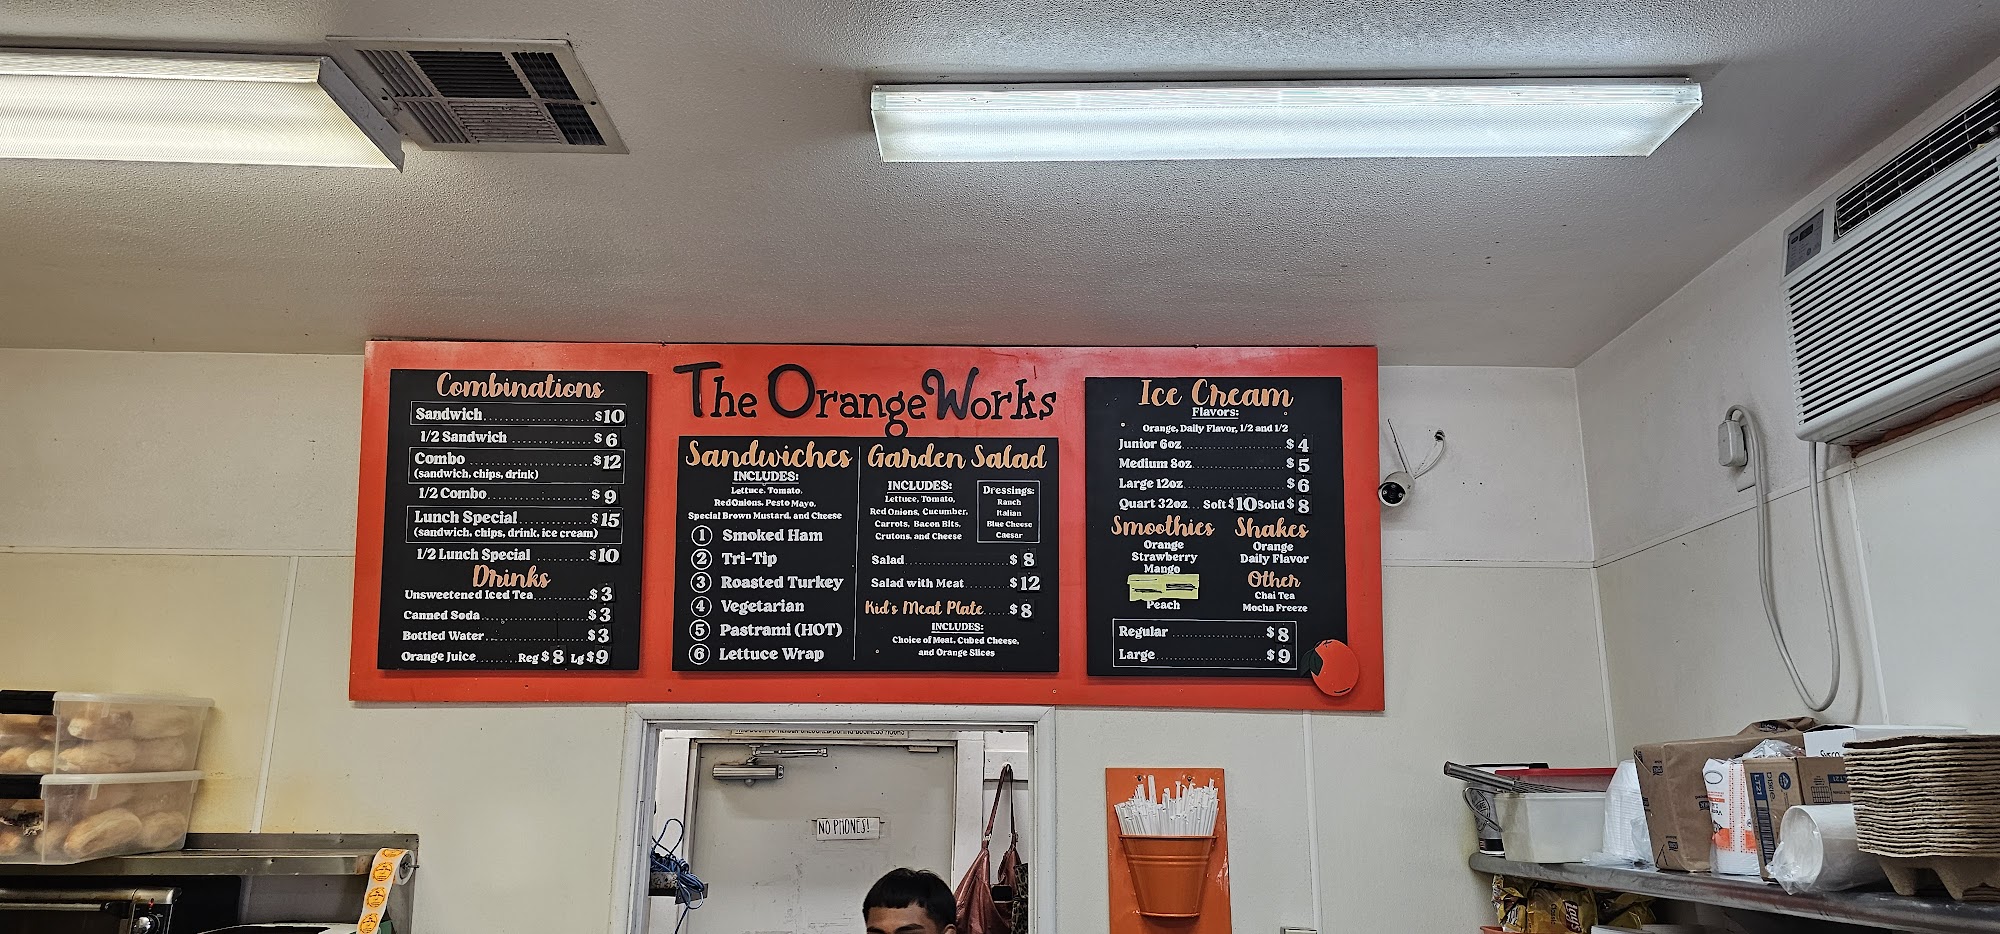 The Orange Works
Combinations
Sandwich $10
1/2 Sandwich $6
Combo $12
(sandwich, chips, drink)
1/2 Combo $9
Lunch Special $15
(sandwich, chips, drink, ice cream)
1/2 Lunch Special $10
Drinks
Unsweetened Iced Tea $3
Canned Soda $3
Bottled Water $3
Orange Juice Reg $8 Lg $9
Sandwiches
INCLUDES:
Lettuce, Tomato,
Red Onions, Pesto Mayo,
Special Brown Mustard, and Cheese
1 Smoked Ham
2 Tri-Tip
3 Roasted Turkey
4 Vegetarian
5 Pastrami (HOT)
6 Lettuce Wrap
Garden Salad
INCLUDES:
Lettuce, Tomato,
Red Onions, Cucumber,
Carrots, Bacon Bits,
Crutons, and Cheese
Dressings:
Ranch
Italian
Blue Cheese
Caesar
Salad $8
Salad with Meat $12
Kid's Meat Plate $8
INCLUDES:
Choice of Meat, Cubed Cheese,
and Orange Slices
Ice Cream
Flavors:
Orange, Daily Flavor, 1/2 and 1/2
Junior 6oz $4
Medium 8oz $5
Large 12oz $6
Quart 32oz... Soft $10 Solid $8
Smoothies
Orange
Strawberry
Mango
Peach
Shakes
Orange
Daily Flavor
Other
Chai Tea
Mocha Freeze
Regular $8
Large $9
NO PHONES!
DIXIE
Lay's